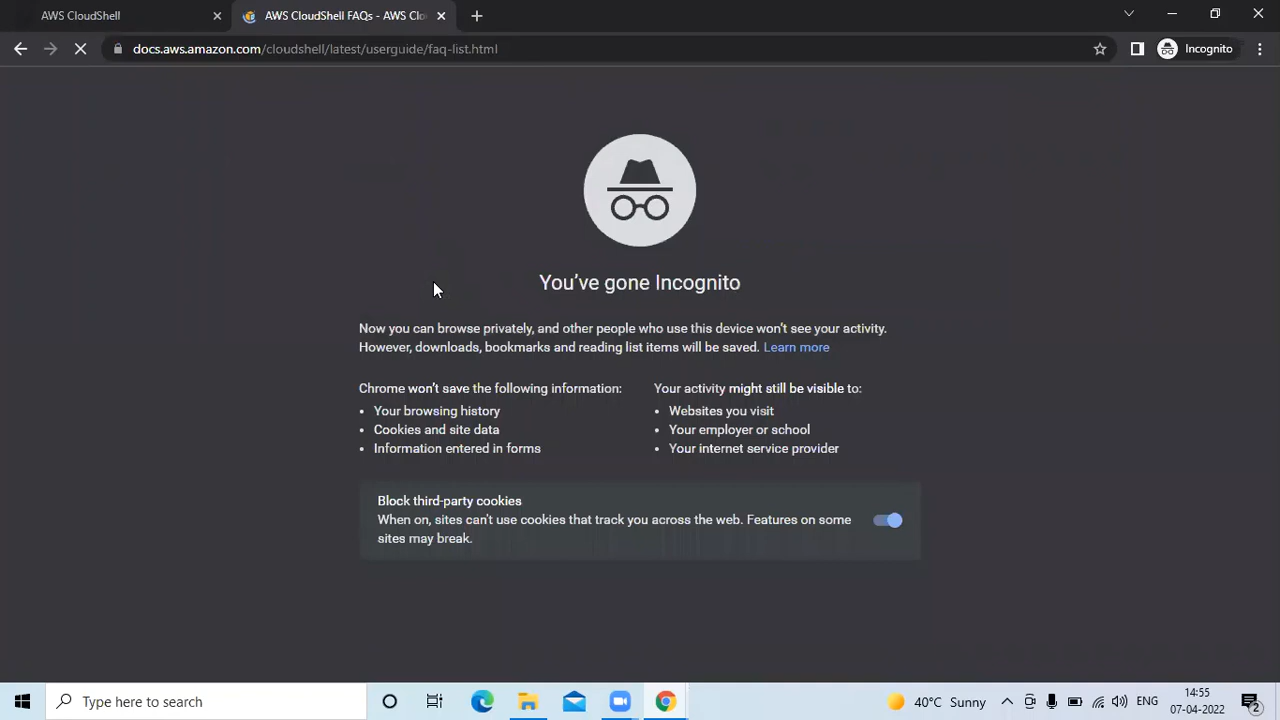 AWS CloudShell
AWS CloudShell FAQs - AWS Clo
docs.aws.amazon.com/cloudshell/latest/userguide/faq-list.html
Incognito
You've gone Incognito
Now you can browse privately, and other people who use this device won't see your activity.
However, downloads, bookmarks and reading list items will be saved. Learn more
Chrome won't save the following information:
• Your browsing history
• Cookies and site data
• Information entered in forms
Your activity might still be visible to:
• Websites you visit
• Your employer or school
• Your internet service provider
Block third-party cookies
When on, sites can't use cookies that track you across the web. Features on some
sites may break.
Type here to search
40°C Sunny
ENG
14:55
07-04-2022
2